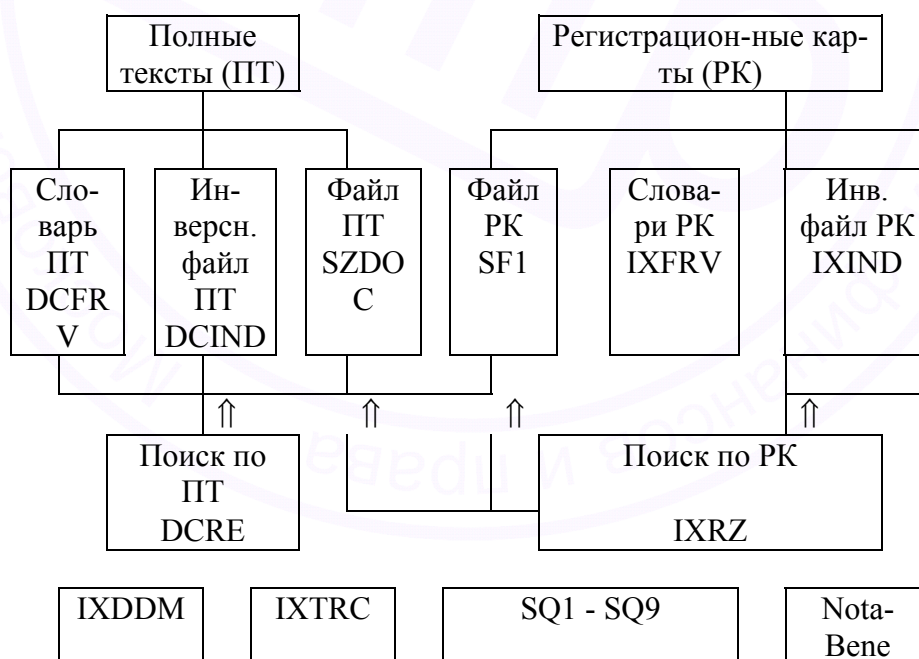 Полные
тексты (ПТ)
Регистрацион-ные кар-
ты (РК)
Сло-
варь
ПТ
DCFR
V
Ин-
версн.
файл
ПТ
DCIND
Файл
ПТ
SZDO
C
Файл
РК
SF1
Слова-
ри РК
IXFRV
Инв.
файл РК
IXIND
⇑ ⇑ ⇑ ⇑
Поиск по
ПТ
DCRE
Поиск по РК
IXRZ
IXDDM
IXTRC
SQ1 - SQ9
Nota-
Bene
финансов и права